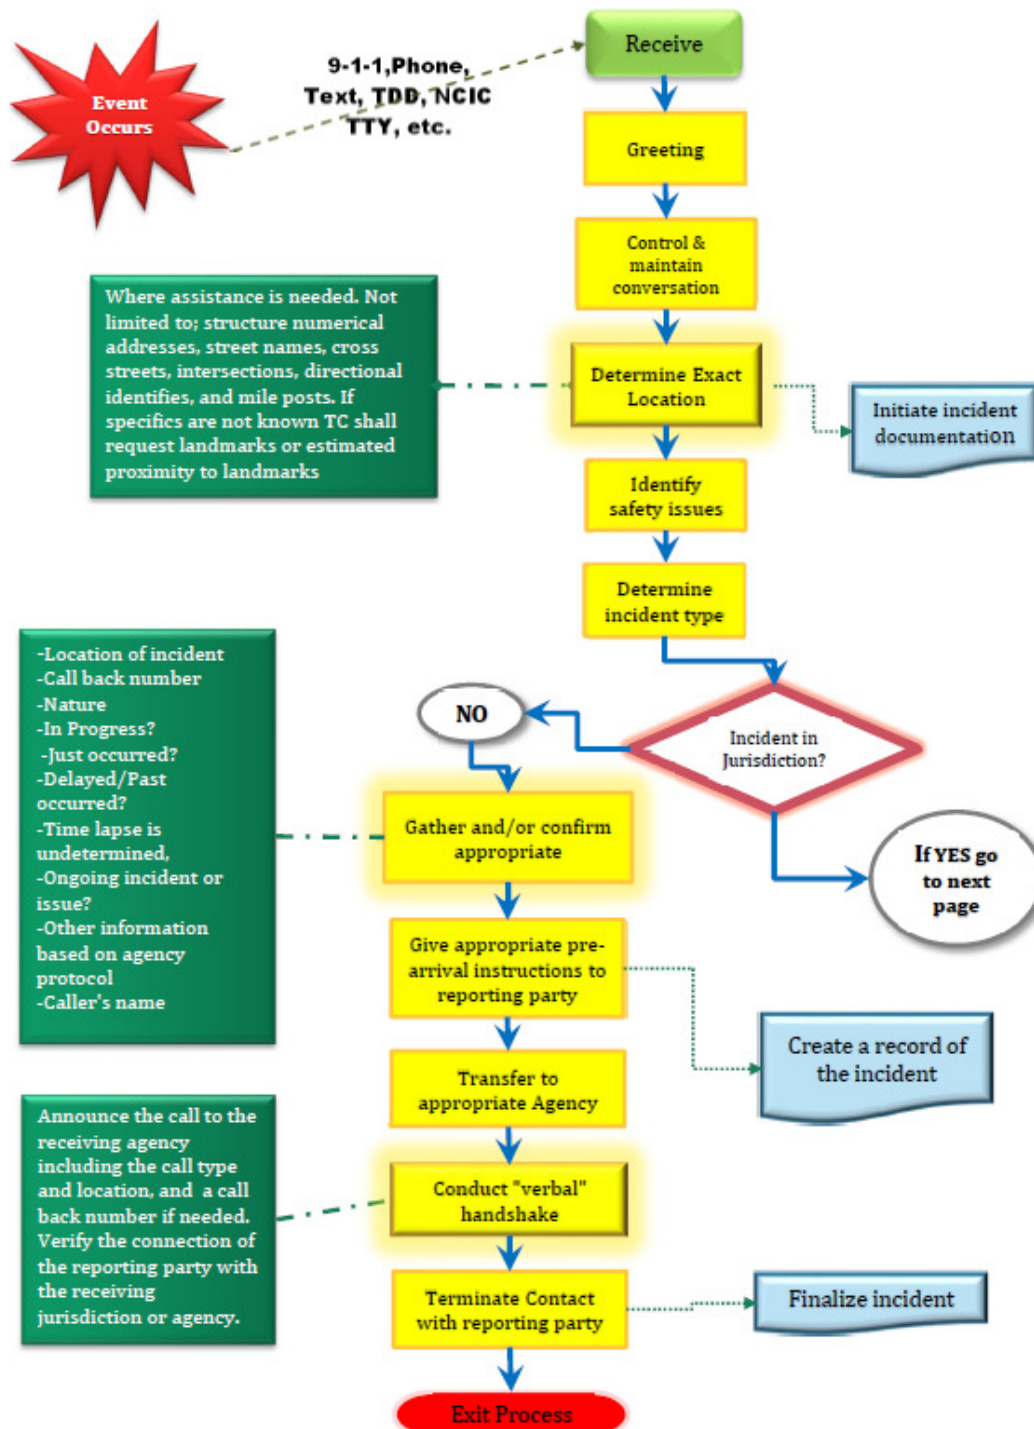 Receive
9-1-1,Phone,
Text, TDD, NCIC
TTY, etc.
Event
Occurs
Greeting
Control &
maintain
conversation
Where assistance is needed. Not
limited to; structure numerical
addresses, street names, cross
streets, intersections, directional
identifies, and mile posts. If
specifics are not known TC shall
request landmarks or estimated
proximity to landmarks
Determine Exact
Location
Initiate incident
documentation
Identify
safety issues
Determine
incident type
-Location of incident
-Call back number
-Nature
-In Progress?
-Just occurred?
-Delayed/Past
occurred?
-Time lapse is
undetermined,
-Ongoing incident or
issue?
-Other information
based on agency
protocol
-Caller's name
NO
Incident in
Jurisdiction?
Gather and/or confirm
appropriate
If YES go
to next
page
Give appropriate pre-
arrival instructions to
reporting party
Create a record of
the incident
Transfer to
appropriate Agency
Announce the call to the
receiving agency
including the call type
and location, and a call
back number if needed.
Verify the connection of
the reporting party with
the receiving
jurisdiction or agency.
Conduct "verbal"
handshake
Terminate Contact
with reporting party
Finalize incident
Exit Process